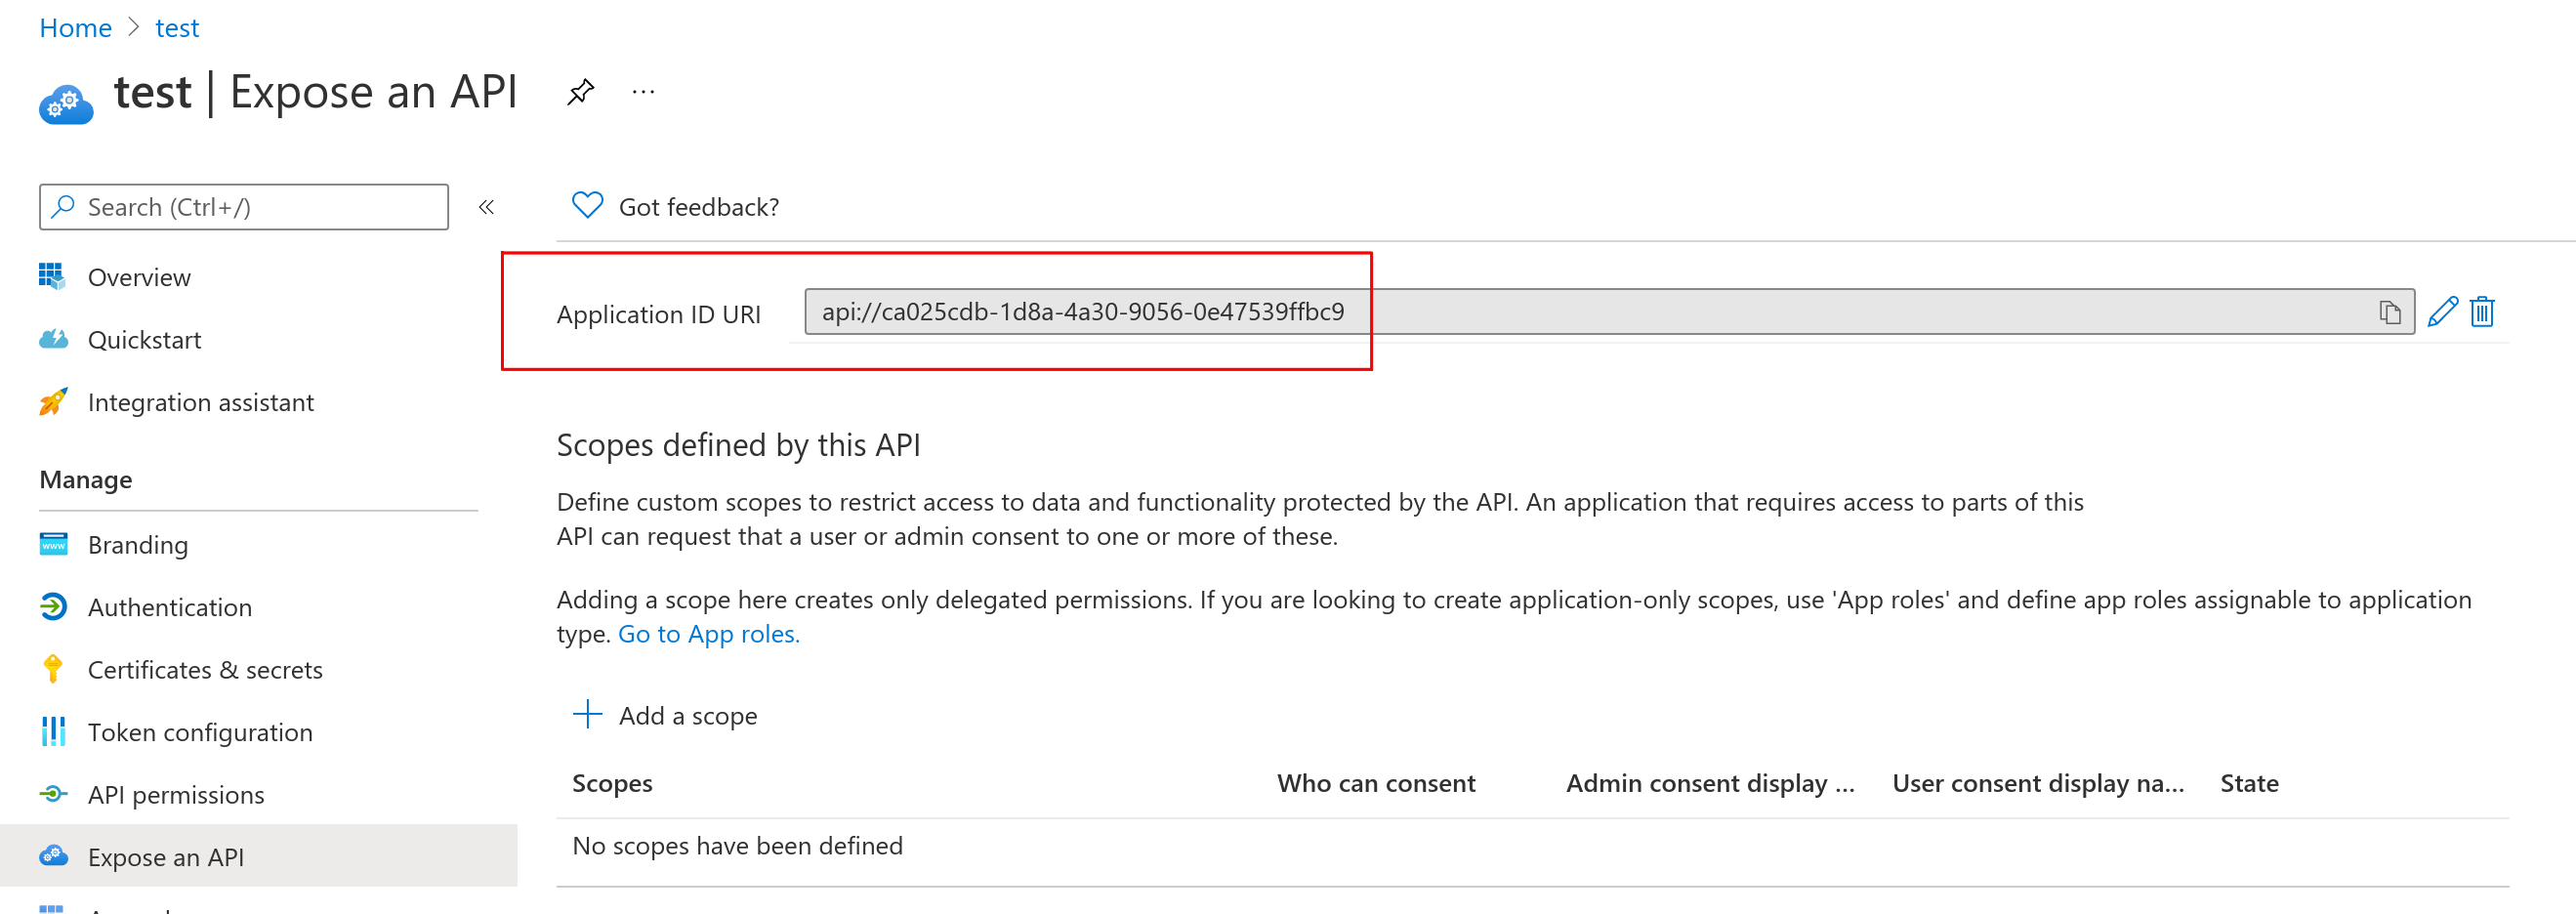 Home > test
test | Expose an API ...
Search (Ctrl+/) «
Got feedback?
Overview
Quickstart
Integration assistant
Manage
Branding
Authentication
Certificates & secrets
Token configuration
API permissions
Expose an API
Application ID URI api://ca025cdb-1d8a-4a30-9056-0e47539ffbc9
Scopes defined by this API
Define custom scopes to restrict access to data and functionality protected by the API. An application that requires access to parts of this
API can request that a user or admin consent to one or more of these.
Adding a scope here creates only delegated permissions. If you are looking to create application-only scopes, use 'App roles' and define app roles assignable to application
type. Go to App roles.
Add a scope
Scopes Who can consent Admin consent display ... User consent display na... State
No scopes have been defined